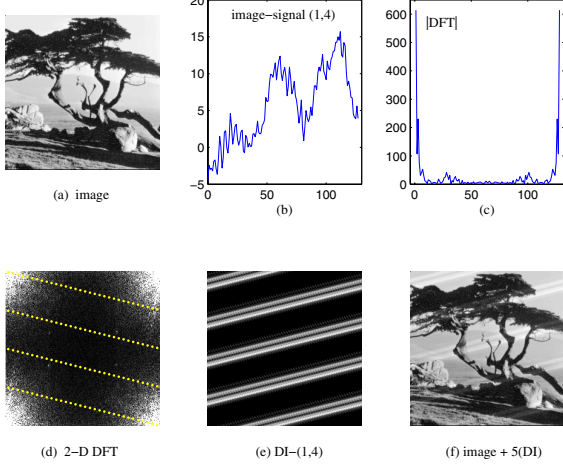 20
15
10
5
0
−5
0
50
100
image−signal (1,4)
600
500
400
300
200
100
0
0
50
100
|DFT|
(a) image
(b)
(c)
(d) 2−D DFT
(e) DI−(1,4)
(f) image + 5(DI)